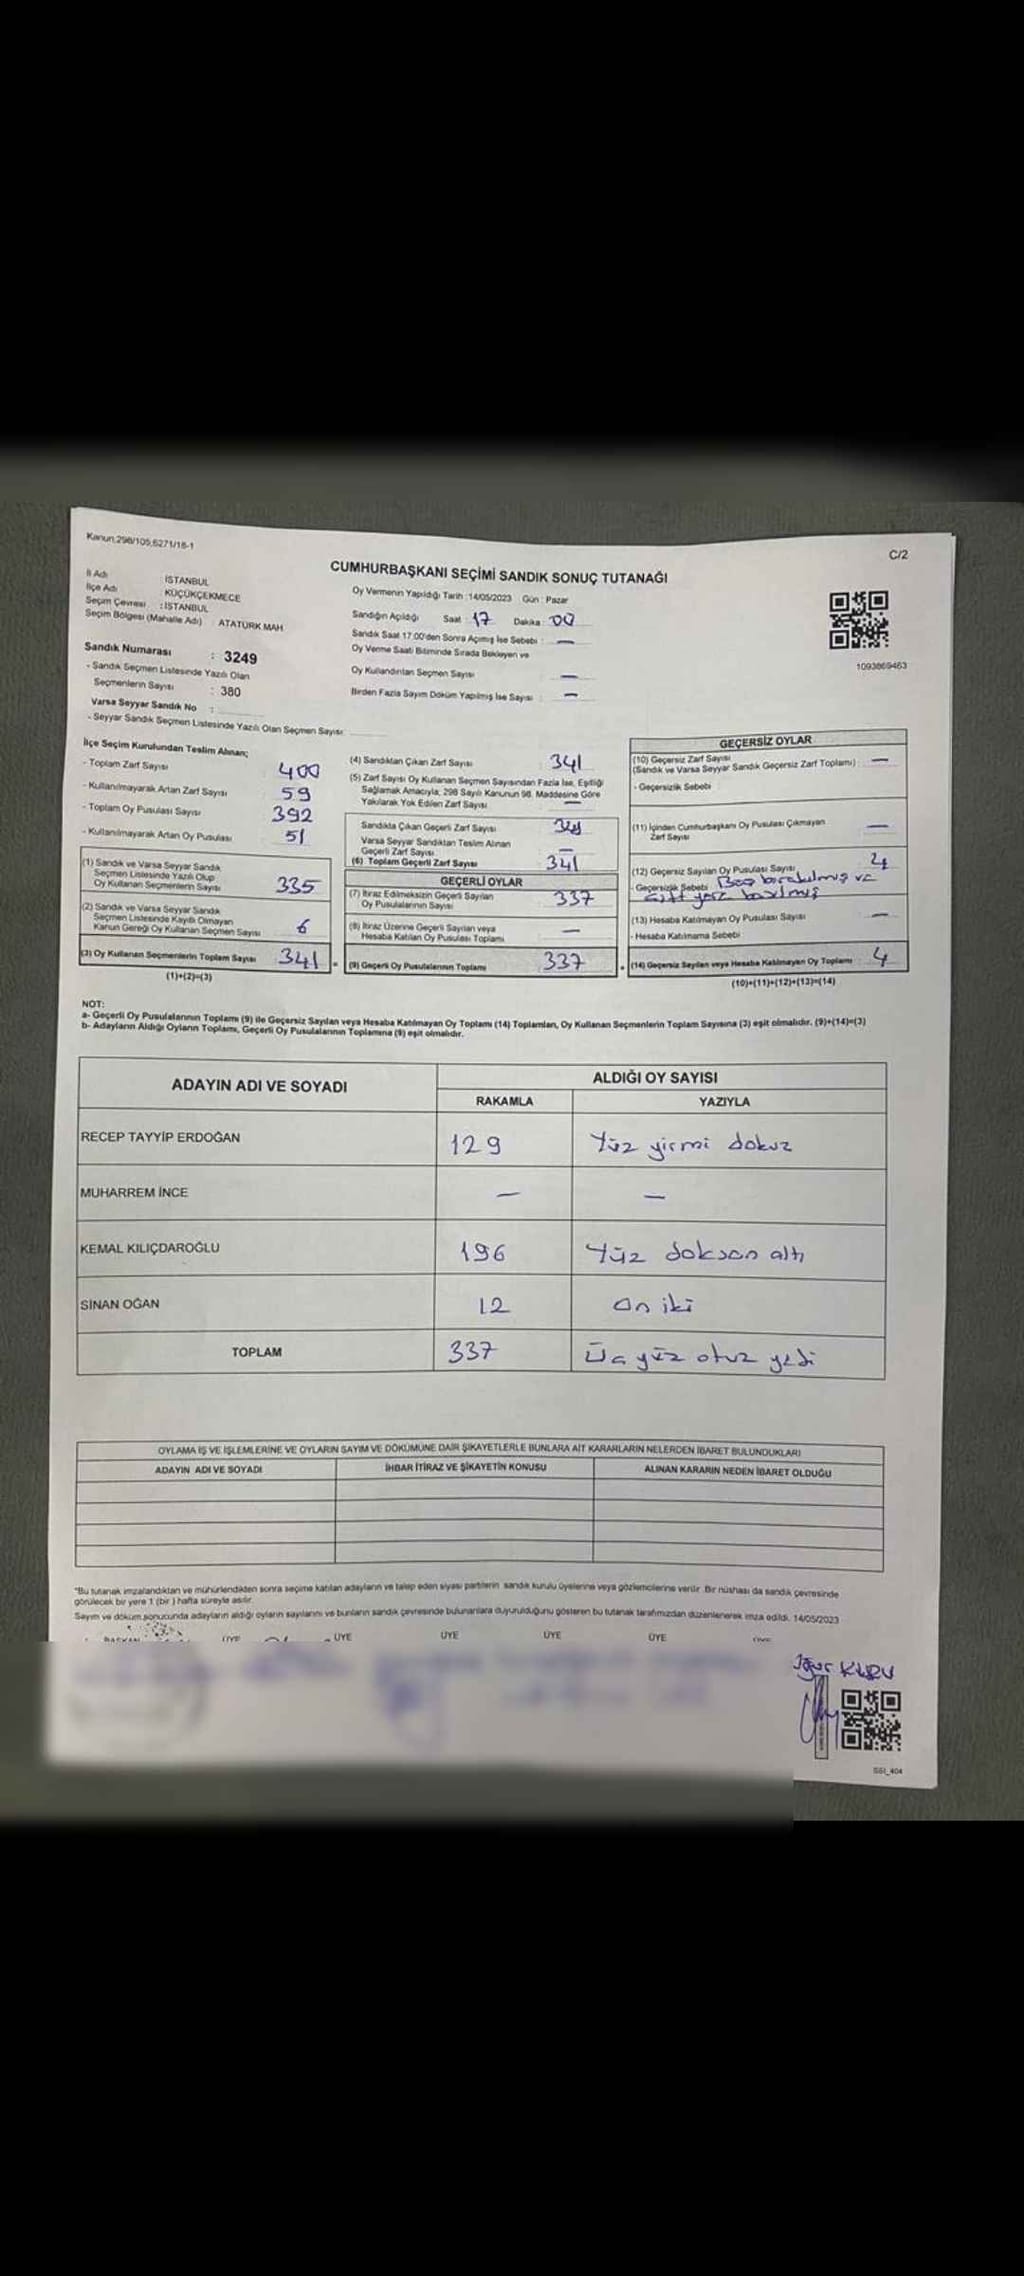 Kanun,298/105,6271/18-1
C/2
CUMHURBAŞKANI SEÇİMİ SANDIK SONUÇ TUTANAĞI
İl Adı : İSTANBUL
İlçe Adı : KÜÇÜKÇEKMECE
Seçim Çevresi : İSTANBUL
Seçim Bölgesi (Mahalle Adı) : ATATÜRK MAH
Sandık Numarası : 3249
- Sandık Seçmen Listesinde Yazılı Olan
Seçmenlerin Sayısı : 380
Varsa Seyyar Sandık No :
- Seyyar Sandık Seçmen Listesinde Yazılı Olan Seçmen Sayısı:
Oy Vermenin Yapıldığı Tarih :14/05/2023 Gün : Pazar
Sandığın Açıldığı Saat : 17 Dakika : 00
Sandık Saat 17:00'den Sonra Açımış İse Sebebi : —
Oy Verme Saati Bitiminde Sırada Bekleyen ve
Oy Kullandırılan Seçmen Sayısı —
Birden Fazla Sayım Döküm Yapılmış İse Sayısı : —
1093869463
İlçe Seçim Kurulundan Teslim Alınan;
- Toplam Zarf Sayısı 400
- Kullanılmayarak Artan Zarf Sayısı 59
- Toplam Oy Pusulası Sayısı 392
- Kullanılmayarak Artan Oy Pusulası 51
(1) Sandık ve Varsa Seyyar Sandık
Seçmen Listesinde Yazılı Olup
Oy Kullanan Seçmenlerin Sayısı 335
(2) Sandık ve Varsa Seyyar Sandık
Seçmen Listesinde Kayıtlı Olmayan
Kanun Gereği Oy Kullanan Seçmen Sayısı 6
(3) Oy Kullanan Seçmenlerin Toplam Sayısı 341
(1)+(2)=(3)
(4) Sandıktan Çıkan Zarf Sayısı 341
(5) Zarf Sayısı Oy Kullanan Seçmen Sayısından Fazla İse, Eşitliği
Sağlamak Amacıyla, 298 Sayılı Kanunun 98. Maddesine Göre
Yakılarak Yok Edilen Zarf Sayısı —
Sandıkta Çıkan Geçerli Zarf Sayısı 341
Varsa Seyyar Sandıktan Teslim Alınan
Geçerli Zarf Sayısı —
(6) Toplam Geçerli Zarf Sayısı 341
GEÇERLİ OYLAR
(7) İtiraz Edilmeksizin Geçerli Sayılan
Oy Pusulalarının Sayısı 337
(8) İtiraz Üzerine Geçerli Sayılan veya
Hesaba Katılan Oy Pusulası Toplamı —
(9) Geçerli Oy Pusulalarının Toplamı 337
GEÇERSİZ OYLAR
(10) Geçersiz Zarf Sayısı
(Sandık ve Varsa Seyyar Sandık Geçersiz Zarf Toplamı) : —
- Geçersizlik Sebebi
(11) İçinden Cumhurbaşkanı Oy Pusulası Çıkmayan
Zarf Sayısı —
(12) Geçersiz Sayılan Oy Pusulası Sayısı 4
- Geçersizlik Sebebi Boş bırakılmış ve
çift yere basılmış
(13) Hesaba Katılmayan Oy Pusulası Sayısı —
- Hesaba Katılmama Sebebi
(14) Geçersiz Sayılan veya Hesaba Katılmayan Oy Toplamı : 4
(10)+(11)+(12)+(13)=(14)
NOT:
a- Geçerli Oy Pusulalarının Toplamı (9) ile Geçersiz Sayılan veya Hesaba Katılmayan Oy Toplamı (14) Toplamları, Oy Kullanan Seçmenlerin Toplam Sayısına (3) eşit olmalıdır. (9)+(14)=(3)
b- Adayların Aldığı Oyların Toplamı, Geçerli Oy Pusulalarının Toplamına (9) eşit olmalıdır.
ADAYIN ADI VE SOYADI
ALDIĞI OY SAYISI
RAKAMLA YAZIYLA
RECEP TAYYİP ERDOĞAN 129 Yüz yirmi dokuz
MUHARREM İNCE — —
KEMAL KILIÇDAROĞLU 196 Yüz doksan altı
SİNAN OĞAN 12 on iki
TOPLAM 337 Üç yüz otuz yedi
OYLAMA İŞ VE İŞLEMLERİNE VE OYLARIN SAYIM VE DÖKÜMÜNE DAİR ŞİKAYETLERLE BUNLARA AİT KARARLARIN NELERDEN İBARET BULUNDUKLARI
ADAYIN ADI VE SOYADI İHBAR İTİRAZ VE ŞİKAYETİN KONUSU ALINAN KARARIN NEDEN İBARET OLDUĞU
*Bu tutanak imzalandıktan ve mühürlendikten sonra seçime katılan adayların ve talep eden siyasi partilerin sandık kurulu üyelerine veya gözlemcilerine verilir. Bir nüshası da sandık çevresinde
görülecek bir yere 1 (bir ) hafta süreyle asılır.
Sayım ve döküm sonucunda adayların aldığı oyların sayılarını ve bunların sandık çevresinde bulunanlara duyurulduğunu gösteren bu tutanak tarafımızdan düzenlenerek imza edildi. 14/05/2023
BAŞKAN ÜYE ÜYE ÜYE ÜYE ÜYE ÜYE
SSI_404